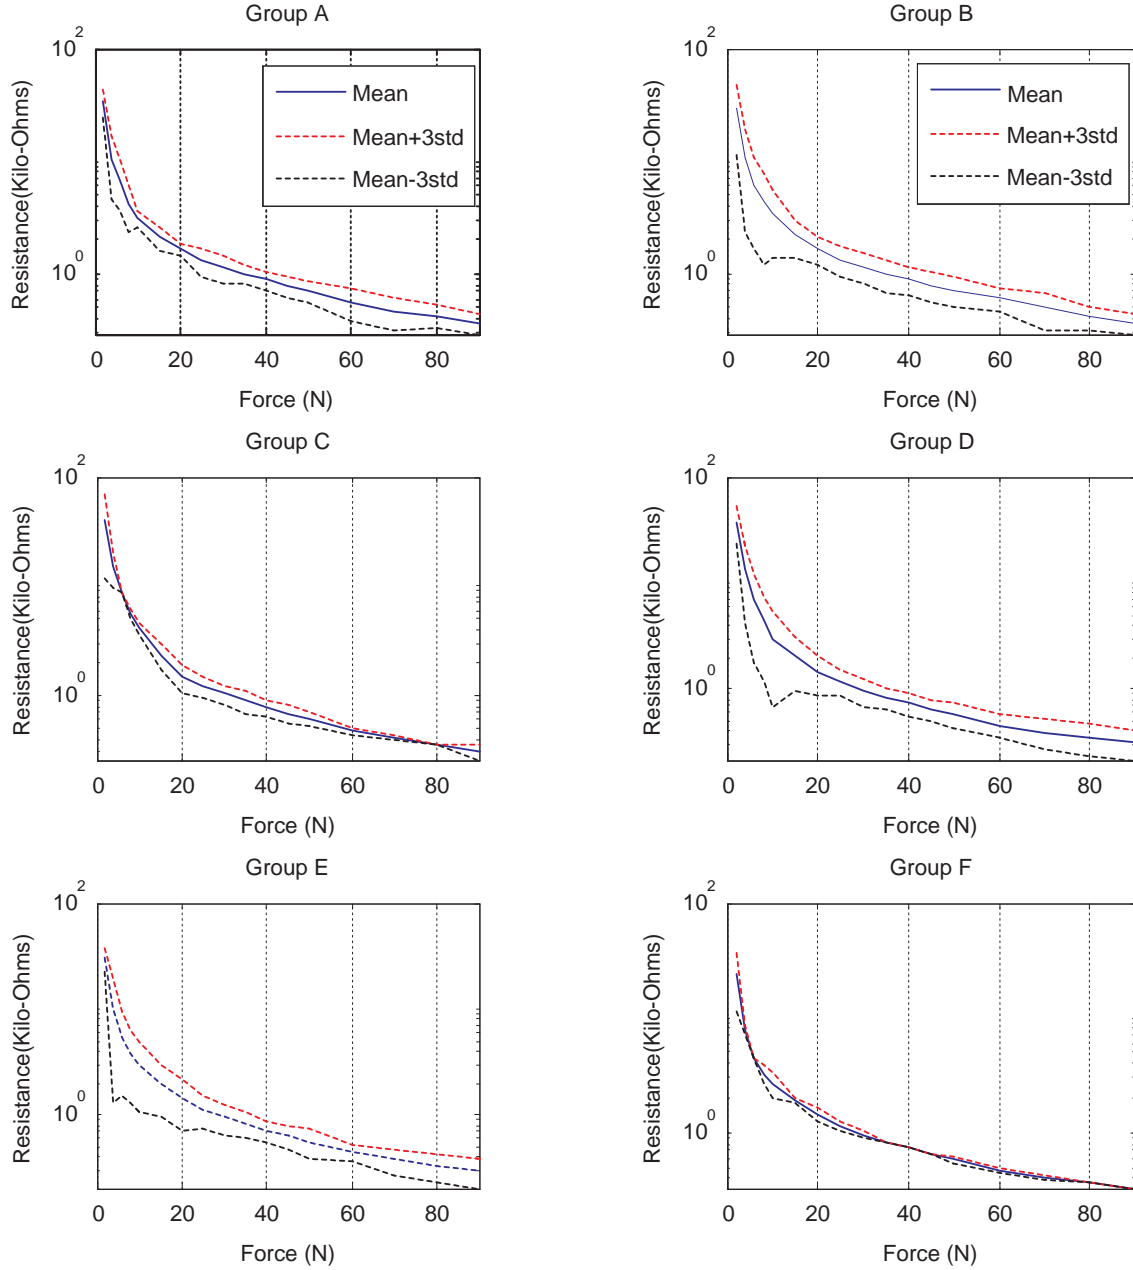 Group A
10^2
10^0
Resistance(Kilo-Ohms)
Mean
Mean+3std
Mean-3std
0 20 40 60 80
Force (N)
Group B
10^2
10^0
Resistance(Kilo-Ohms)
Mean
Mean+3std
Mean-3std
0 20 40 60 80
Force (N)
Group C
10^2
10^0
Resistance(Kilo-Ohms)
0 20 40 60 80
Force (N)
Group D
10^2
10^0
Resistance(Kilo-Ohms)
0 20 40 60 80
Force (N)
Group E
10^2
10^0
Resistance(Kilo-Ohms)
0 20 40 60 80
Force (N)
Group F
10^2
10^0
Resistance(Kilo-Ohms)
0 20 40 60 80
Force (N)